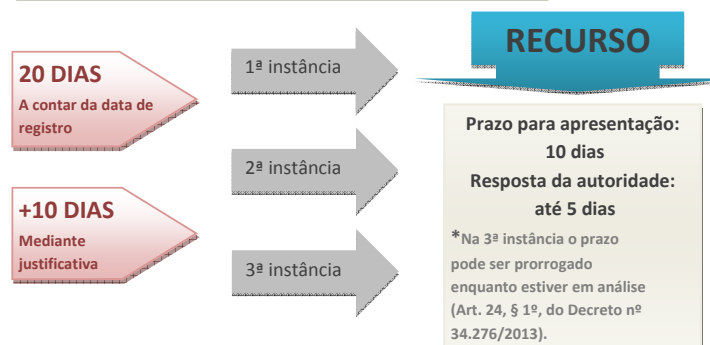 20 DIAS
A contar da data de
registro
+10 DIAS
Mediante
justificativa
1ª instância
2ª instância
3ª instância
RECURSO
Prazo para apresentação:
10 dias
Resposta da autoridade:
até 5 dias
*Na 3ª instância o prazo
pode ser prorrogado
enquanto estiver em análise
(Art. 24, § 1º, do Decreto nº
34.276/2013).